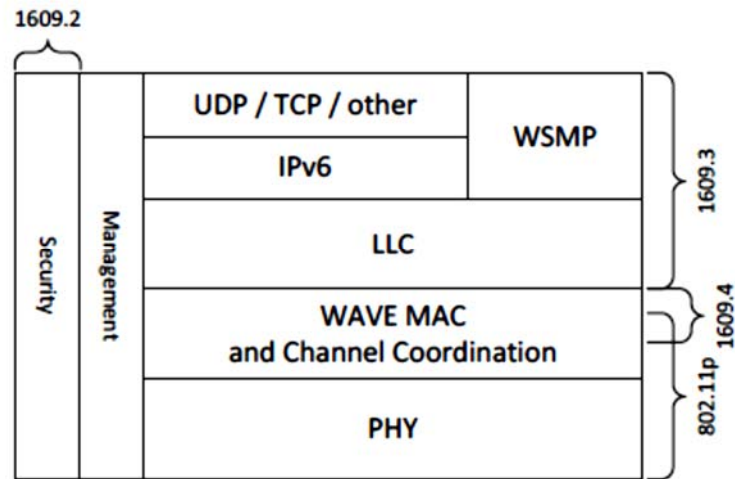 1609.2
UDP / TCP / other
WSMP
IPv6
1609.3
Security
Management
LLC
WAVE MAC
and Channel Coordination
1609.4
802.11p
PHY